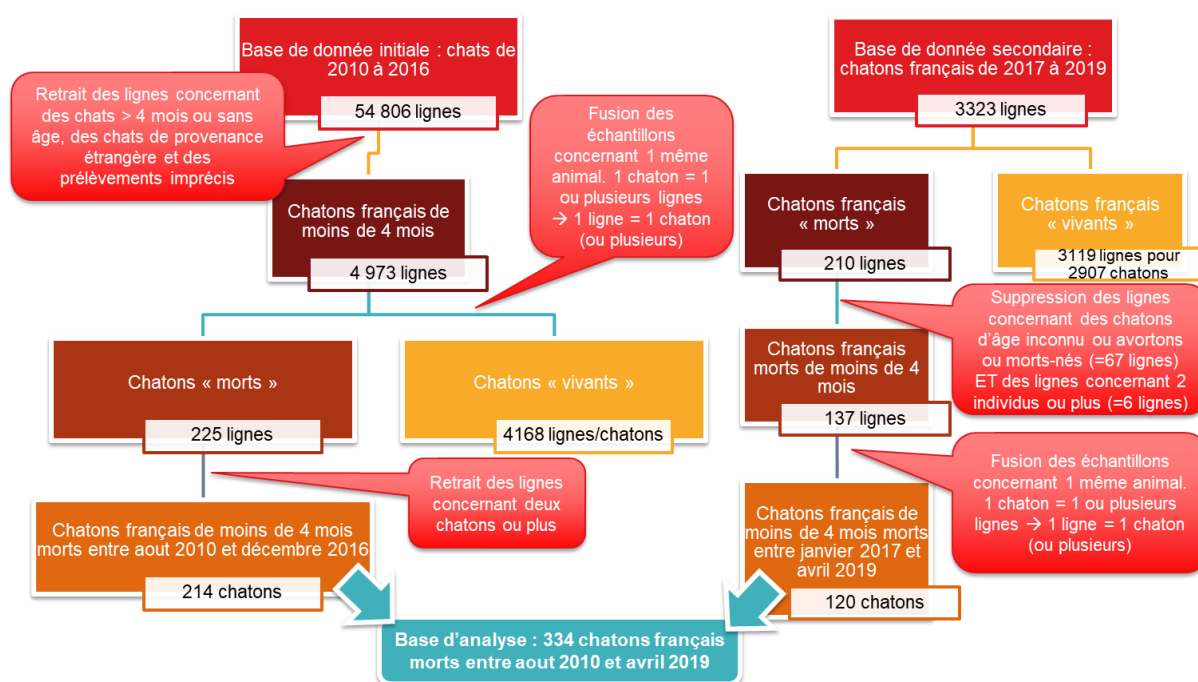 Base de donnée initiale : chats de
2010 à 2016
54 806 lignes
Retrait des lignes concernant
des chats > 4 mois ou sans
âge, des chats de provenance
étrangère et des
prélèvements imprécis
Chatons français de
moins de 4 mois
4 973 lignes
Fusion des
échantillons
concernant 1 même
animal. 1 chaton = 1
ou plusieurs lignes
→ 1 ligne = 1 chaton
(ou plusieurs)
Chatons « morts »
225 lignes
Chatons « vivants »
4168 lignes/chatons
Retrait des lignes
concernant deux
chatons ou plus
Chatons français de moins de 4 mois
morts entre aout 2010 et décembre 2016
214 chatons
Base de donnée secondaire :
chatons français de 2017 à 2019
3323 lignes
Chatons français
« morts »
210 lignes
Chatons français
« vivants »
3119 lignes pour
2907 chatons
Suppression des lignes
concernant des chatons
d'âge inconnu ou avortons
ou morts-nés (=67 lignes)
ET des lignes concernant 2
individus ou plus (=6 lignes)
Chatons français
morts de moins de 4
mois
137 lignes
Fusion des échantillons
concernant 1 même animal.
1 chaton = 1 ou plusieurs
lignes → 1 ligne = 1 chaton
(ou plusieurs)
Chatons français de
moins de 4 mois morts
entre janvier 2017 et
avril 2019
120 chatons
Base d'analyse : 334 chatons français
morts entre aout 2010 et avril 2019